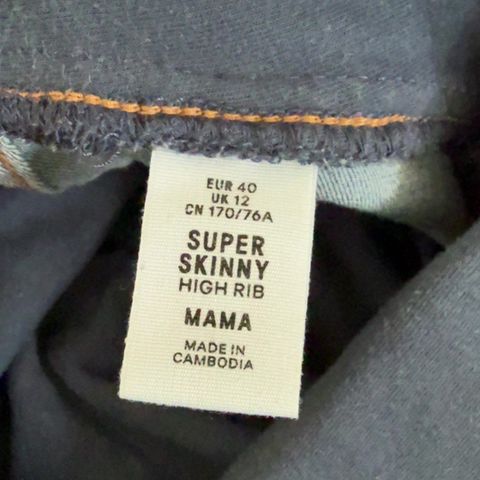 EUR 40
UK 12
CN 170/76A
SUPER
SKINNY
HIGH RIB
MAMA
MADE IN
CAMBODIA